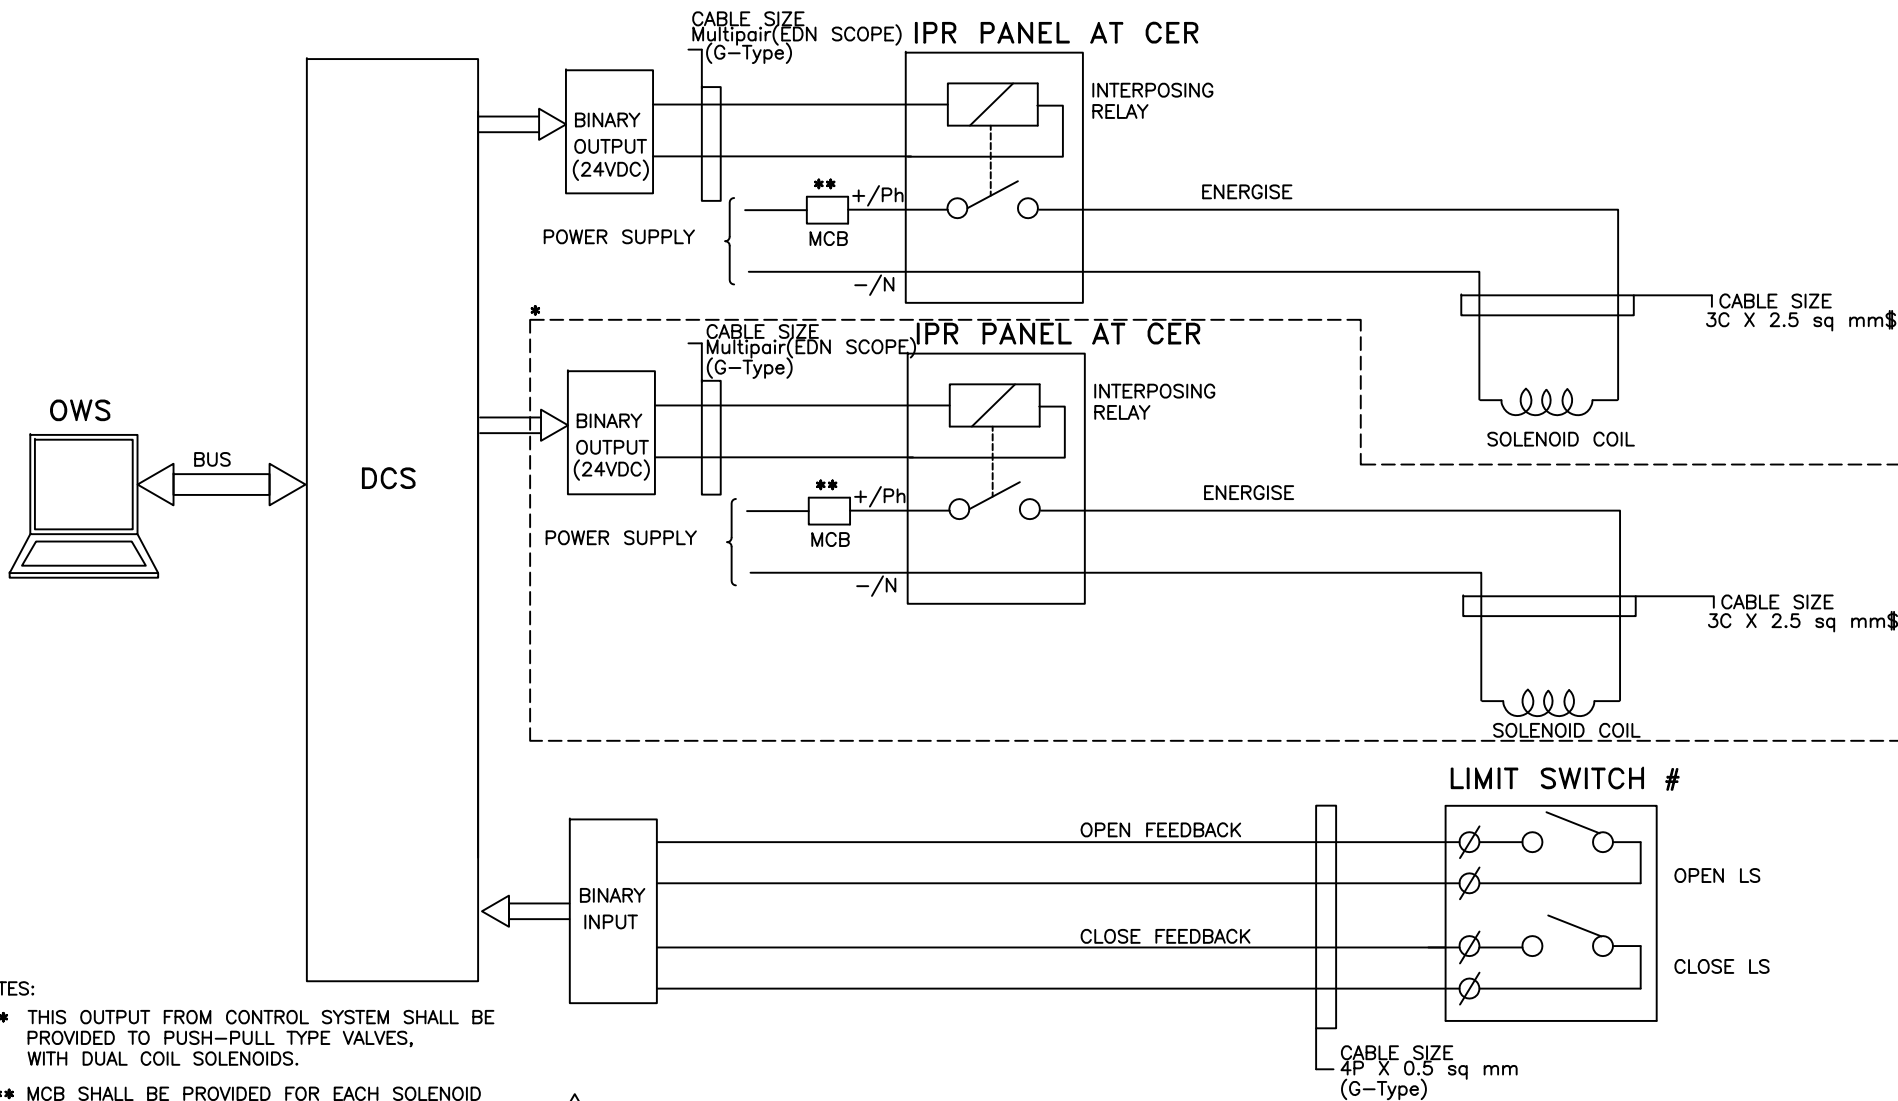 CABLE SIZE
Multipair(EDN SCOPE)
(G-Type)
IPR PANEL AT CER
INTERPOSING
RELAY
BINARY
OUTPUT
(24VDC)
**
+/Ph
ENERGISE
POWER SUPPLY
MCB
-/N
CABLE SIZE
3C X 2.5 sq mm$
SOLENOID COIL
*
CABLE SIZE
Multipair(EDN SCOPE)
(G-Type)
IPR PANEL AT CER
INTERPOSING
RELAY
BINARY
OUTPUT
(24VDC)
**
+/Ph
ENERGISE
POWER SUPPLY
MCB
-/N
CABLE SIZE
3C X 2.5 sq mm$
SOLENOID COIL
OWS
BUS
DCS
LIMIT SWITCH #
OPEN FEEDBACK
OPEN LS
BINARY
INPUT
CLOSE FEEDBACK
CLOSE LS
CABLE SIZE
4P X 0.5 sq mm
(G-Type)
TES:
* THIS OUTPUT FROM CONTROL SYSTEM SHALL BE
PROVIDED TO PUSH-PULL TYPE VALVES,
WITH DUAL COIL SOLENOIDS.
** MCB SHALL BE PROVIDED FOR EACH SOLENOID